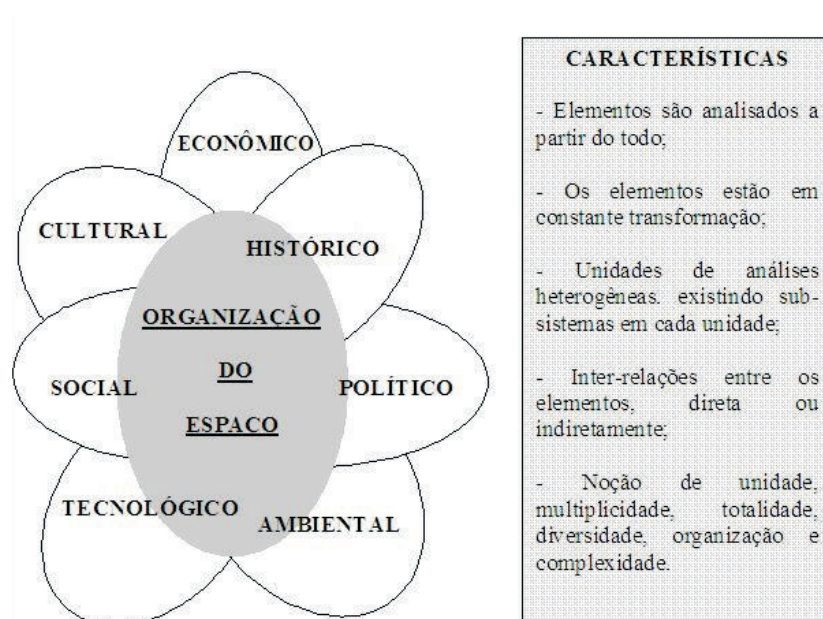 ECONÔMICO
CULTURAL
HISTÓRICO
ORGANIZAÇÃO
DO
ESPACO
SOCIAL
POLÍTICO
TECNOLÓGICO
AMBIENTAL
CARACTERÍSTICAS
- Elementos são analisados a
partir do todo;
- Os elementos estão em
constante transformação;
- Unidades de análises
heterogêneas. existindo sub-
sistemas em cada unidade;
- Inter-relações entre os
elementos, direta ou
indiretamente;
- Noção de unidade,
multiplicidade, totalidade,
diversidade, organização e
complexidade.